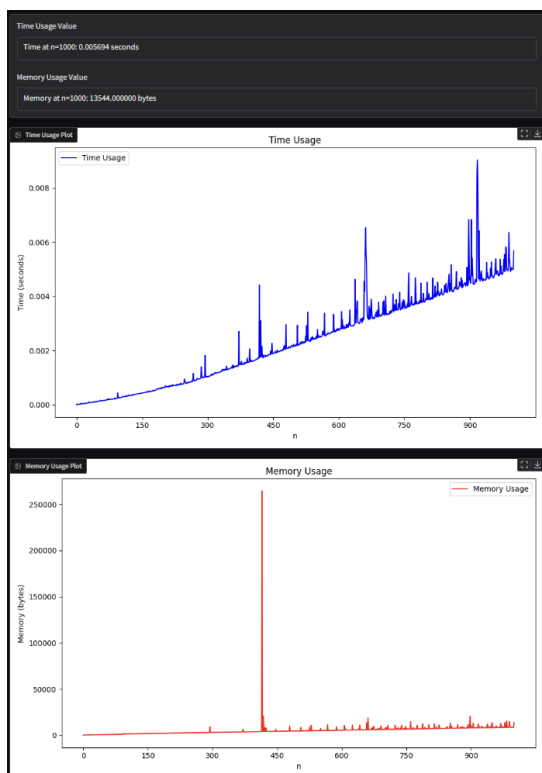 Time Usage Value
Time at n=1000: 0.005694 seconds
Memory Usage Value
Memory at n=1000: 13544.000000 bytes
Time Usage Plot
Time Usage
Time Usage
0.008
0.006
0.004
0.002
0.000
Time (seconds)
0
150
300
450
600
750
900
n
Memory Usage Plot
Memory Usage
Memory Usage
250000
200000
150000
100000
50000
0
Memory (bytes)
0
150
300
450
600
750
900
n